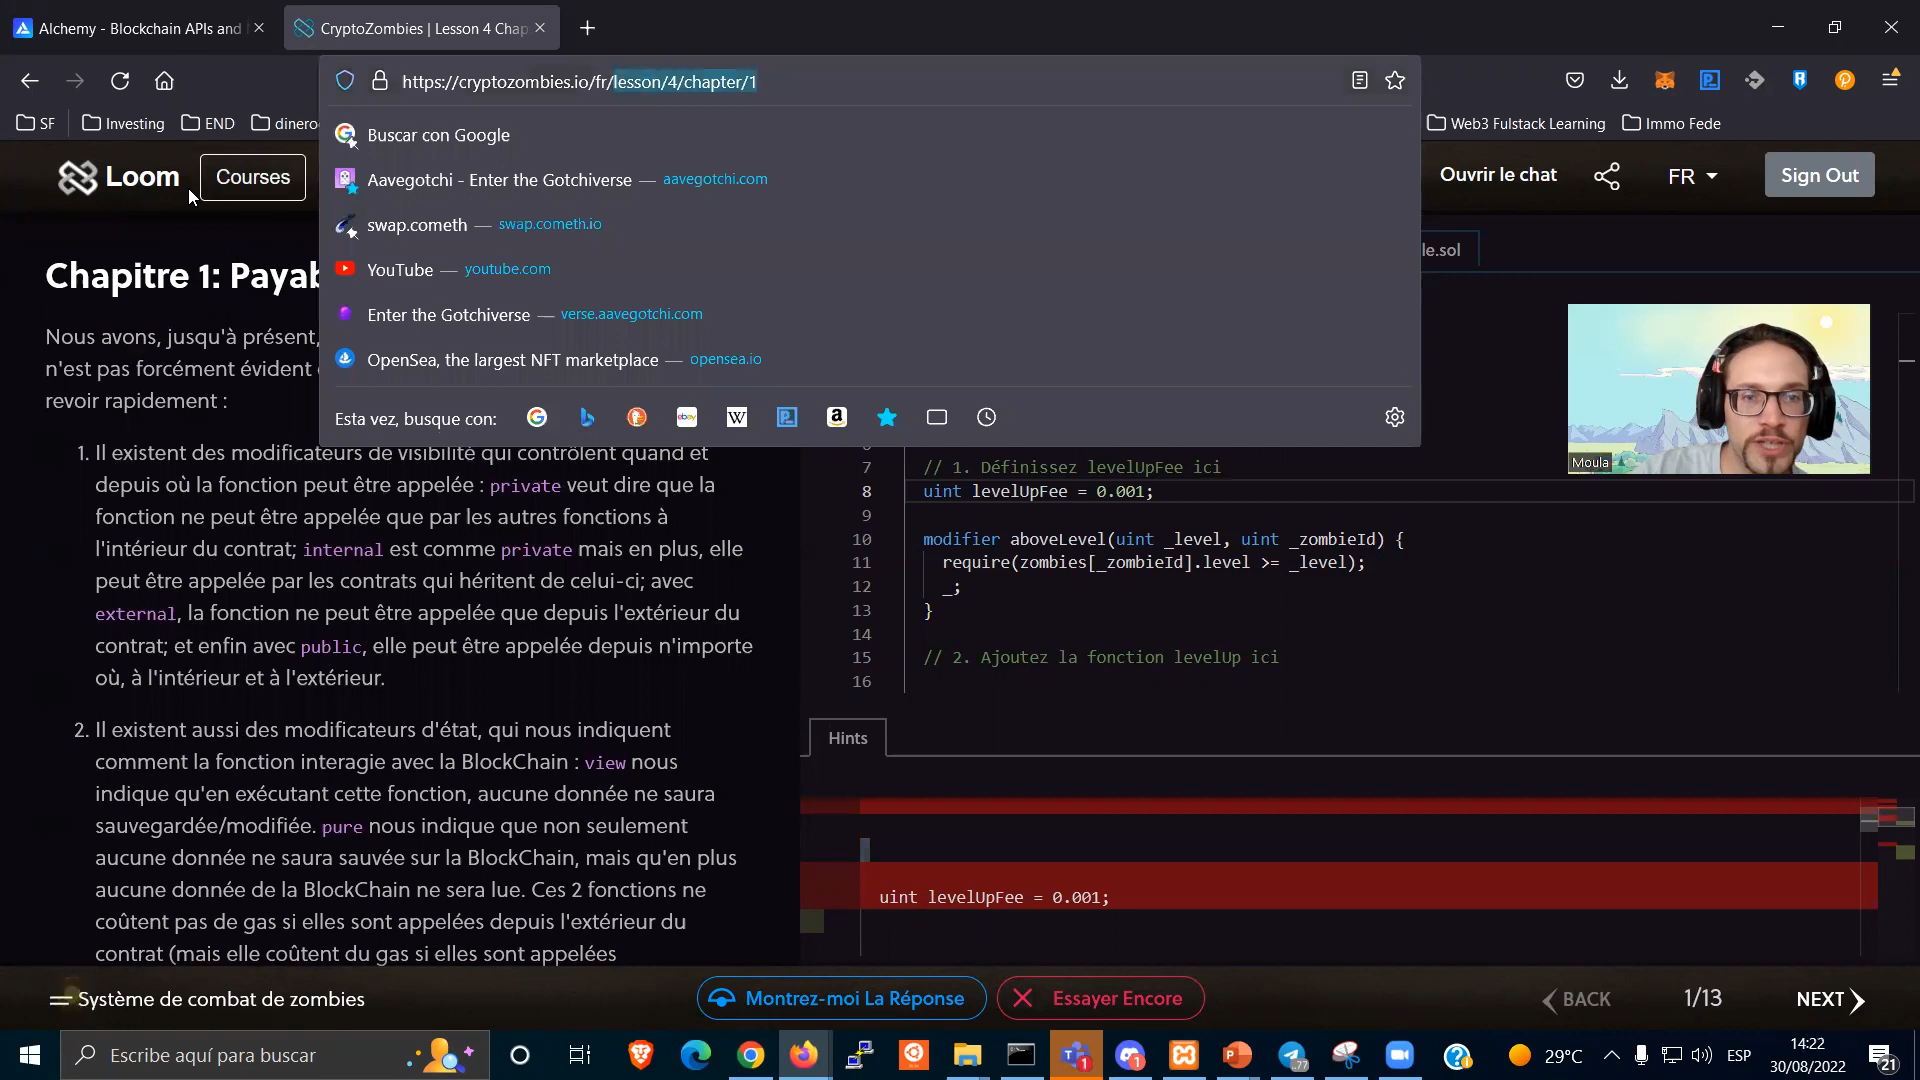 Alchemy - Blockchain APIs and
CryptoZombies | Lesson 4 Chap
https://cryptozombies.io/fr/lesson/4/chapter/1
SF
Investing
END
dinero
Web3 Fulstack Learning
Immo Fede
Buscar con Google
Aavegotchi - Enter the Gotchiverse — aavegotchi.com
swap.cometh — swap.cometh.io
YouTube — youtube.com
Enter the Gotchiverse — verse.aavegotchi.com
OpenSea, the largest NFT marketplace — opensea.io
Esta vez, busque con:
Loom
Courses
Ouvrir le chat
FR
Sign Out
Chapitre 1: Payab
Nous avons, jusqu'à présent,
n'est pas forcément évident
revoir rapidement :
1. Il existent des modificateurs de visibilité qui contrôlent quand et
depuis où la fonction peut être appelée : private veut dire que la
fonction ne peut être appelée que par les autres fonctions à
l'intérieur du contrat; internal est comme private mais en plus, elle
peut être appelée par les contrats qui héritent de celui-ci; avec
external, la fonction ne peut être appelée que depuis l'extérieur du
contrat; et enfin avec public, elle peut être appelée depuis n'importe
où, à l'intérieur et à l'extérieur.
2. Il existent aussi des modificateurs d'état, qui nous indiquent
comment la fonction interagie avec la BlockChain : view nous
indique qu'en exécutant cette fonction, aucune donnée ne saura
sauvegardée/modifiée. pure nous indique que non seulement
aucune donnée ne saura sauvée sur la BlockChain, mais qu'en plus
aucune donnée de la BlockChain ne sera lue. Ces 2 fonctions ne
coûtent pas de gas si elles sont appelées depuis l'extérieur du
contrat (mais elle coûtent du gas si elles sont appelées
le.sol
Moula
7 // 1. Définissez levelUpFee ici
8 uint levelUpFee = 0.001;
9
10 modifier aboveLevel(uint _level, uint _zombieId) {
11 require(zombies[_zombieId].level >= _level);
12 _;
13 }
14
15 // 2. Ajoutez la fonction levelUp ici
16
Hints
uint levelUpFee = 0.001;
Système de combat de zombies
Montrez-moi La Réponse
Essayer Encore
BACK
1/13
NEXT
Escribe aquí para buscar
29°C
ESP
14:22
30/08/2022
21